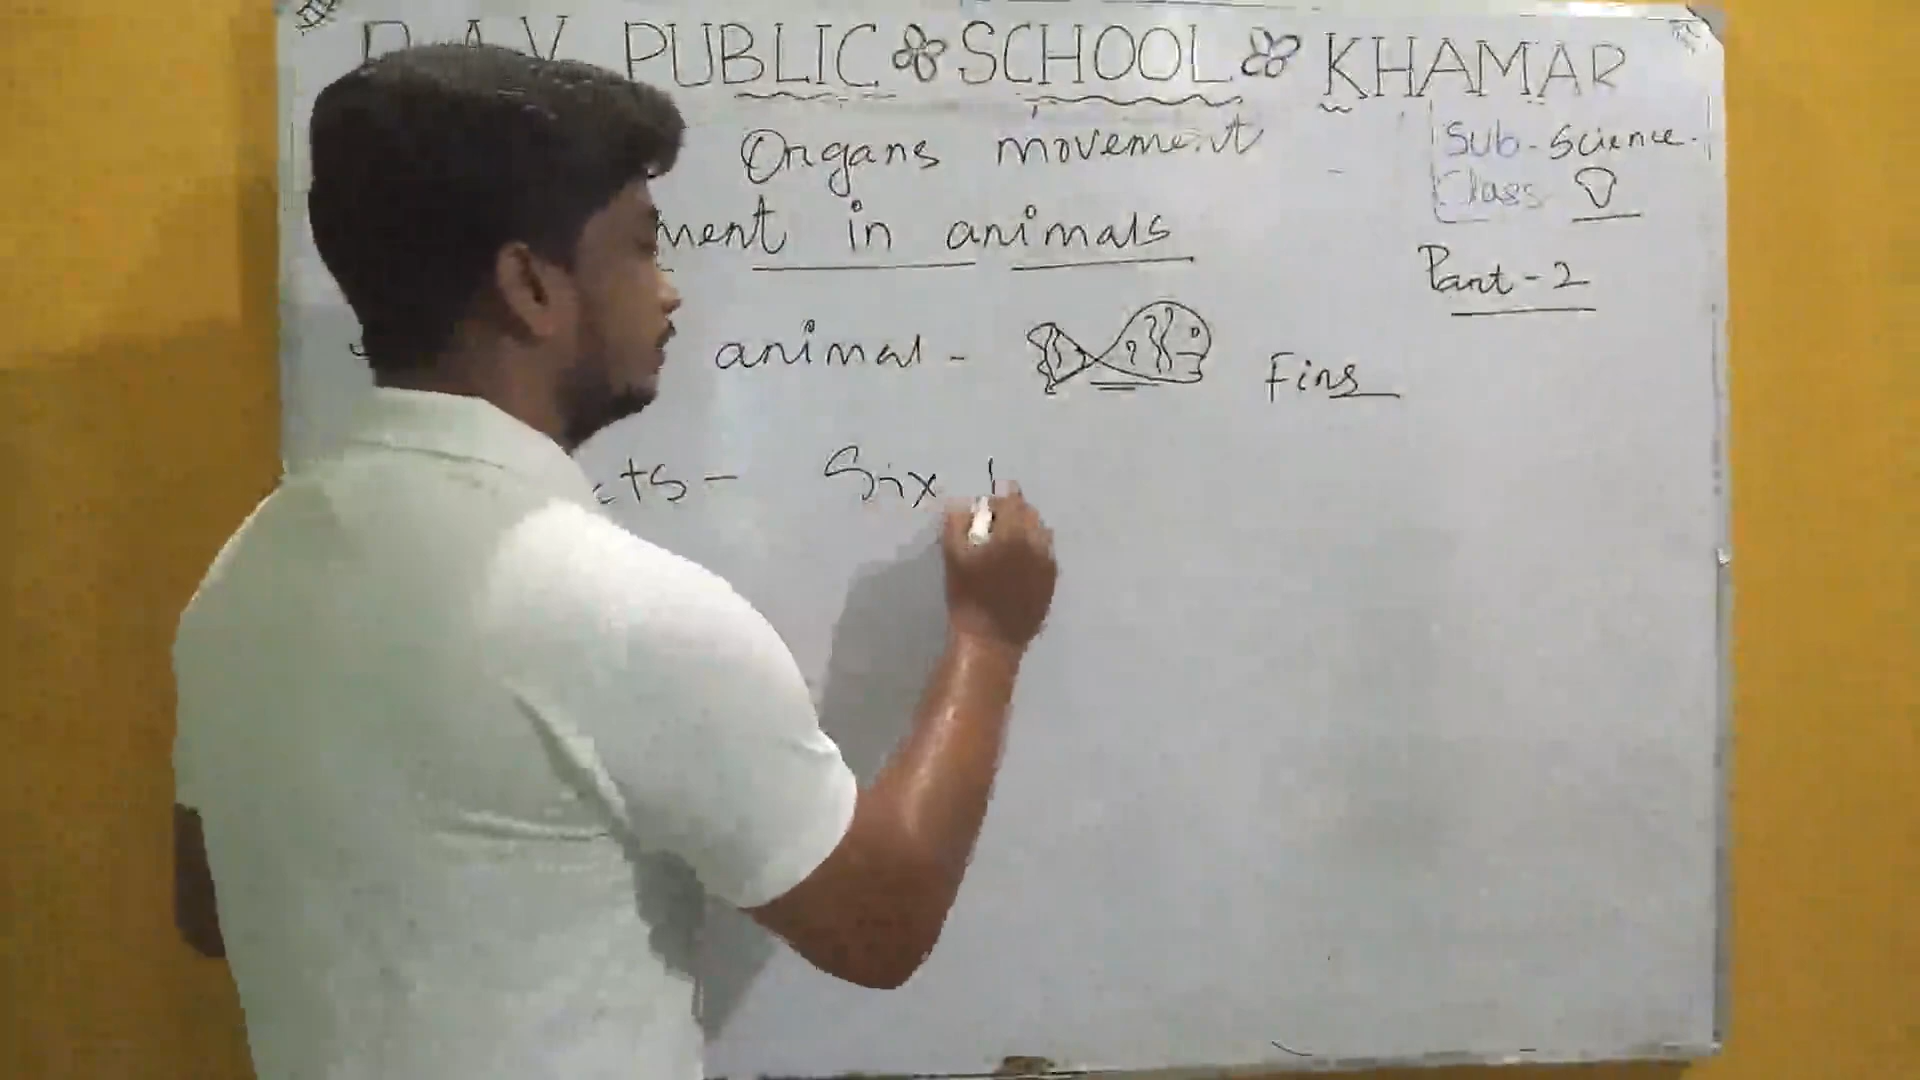 D.A.V PUBLIC SCHOOL KHAMAR
Organs movement
ment in animals
Sub - Science.
Class V
Part - 2
animal - Fins
cts - Six